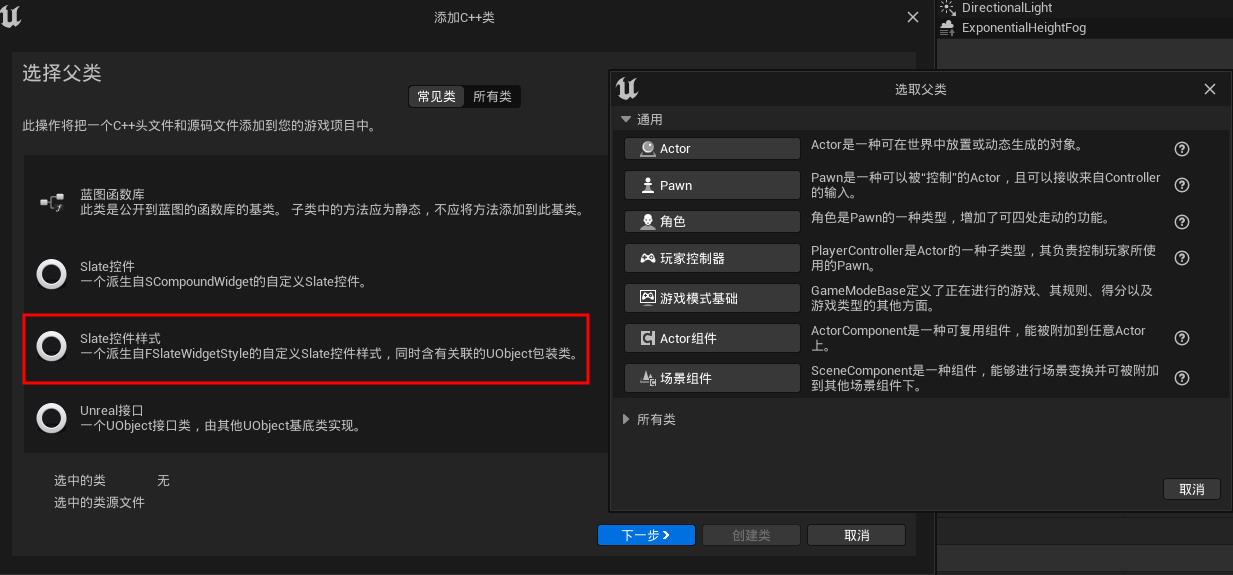 添加C++类
选择父类
常见类
所有类
此操作将把一个C++头文件和源码文件添加到您的游戏项目中。
蓝图函数库
此类是公开到蓝图的函数库的基类。 子类中的方法应为静态，不应将方法添加到此基类。
Slate控件
一个派生自SCompoundWidget的自定义Slate控件。
Slate控件样式
一个派生自FSlateWidgetStyle的自定义Slate控件样式，同时含有关联的UObject包装类。
Unreal接口
一个UObject接口类，由其他UObject基底类实现。
选中的类 无
选中的类源文件
下一步
创建类
取消
DirectionalLight
ExponentialHeightFog
选取父类
通用
Actor
Actor是一种可在世界中放置或动态生成的对象。
Pawn
Pawn是一种可以被“控制”的Actor，且可以接收来自Controller
的输入。
角色
角色是Pawn的一种类型，增加了可四处走动的功能。
玩家控制器
PlayerController是Actor的一种子类型，其负责控制玩家所使
用的Pawn。
游戏模式基础
GameModeBase定义了正在进行的游戏、其规则、得分以及
游戏类型的其他方面。
Actor组件
ActorComponent是一种可复用组件，能被附加到任意Actor
上。
场景组件
SceneComponent是一种组件，能够进行场景变换并可被附加
到其他场景组件下。
所有类
取消